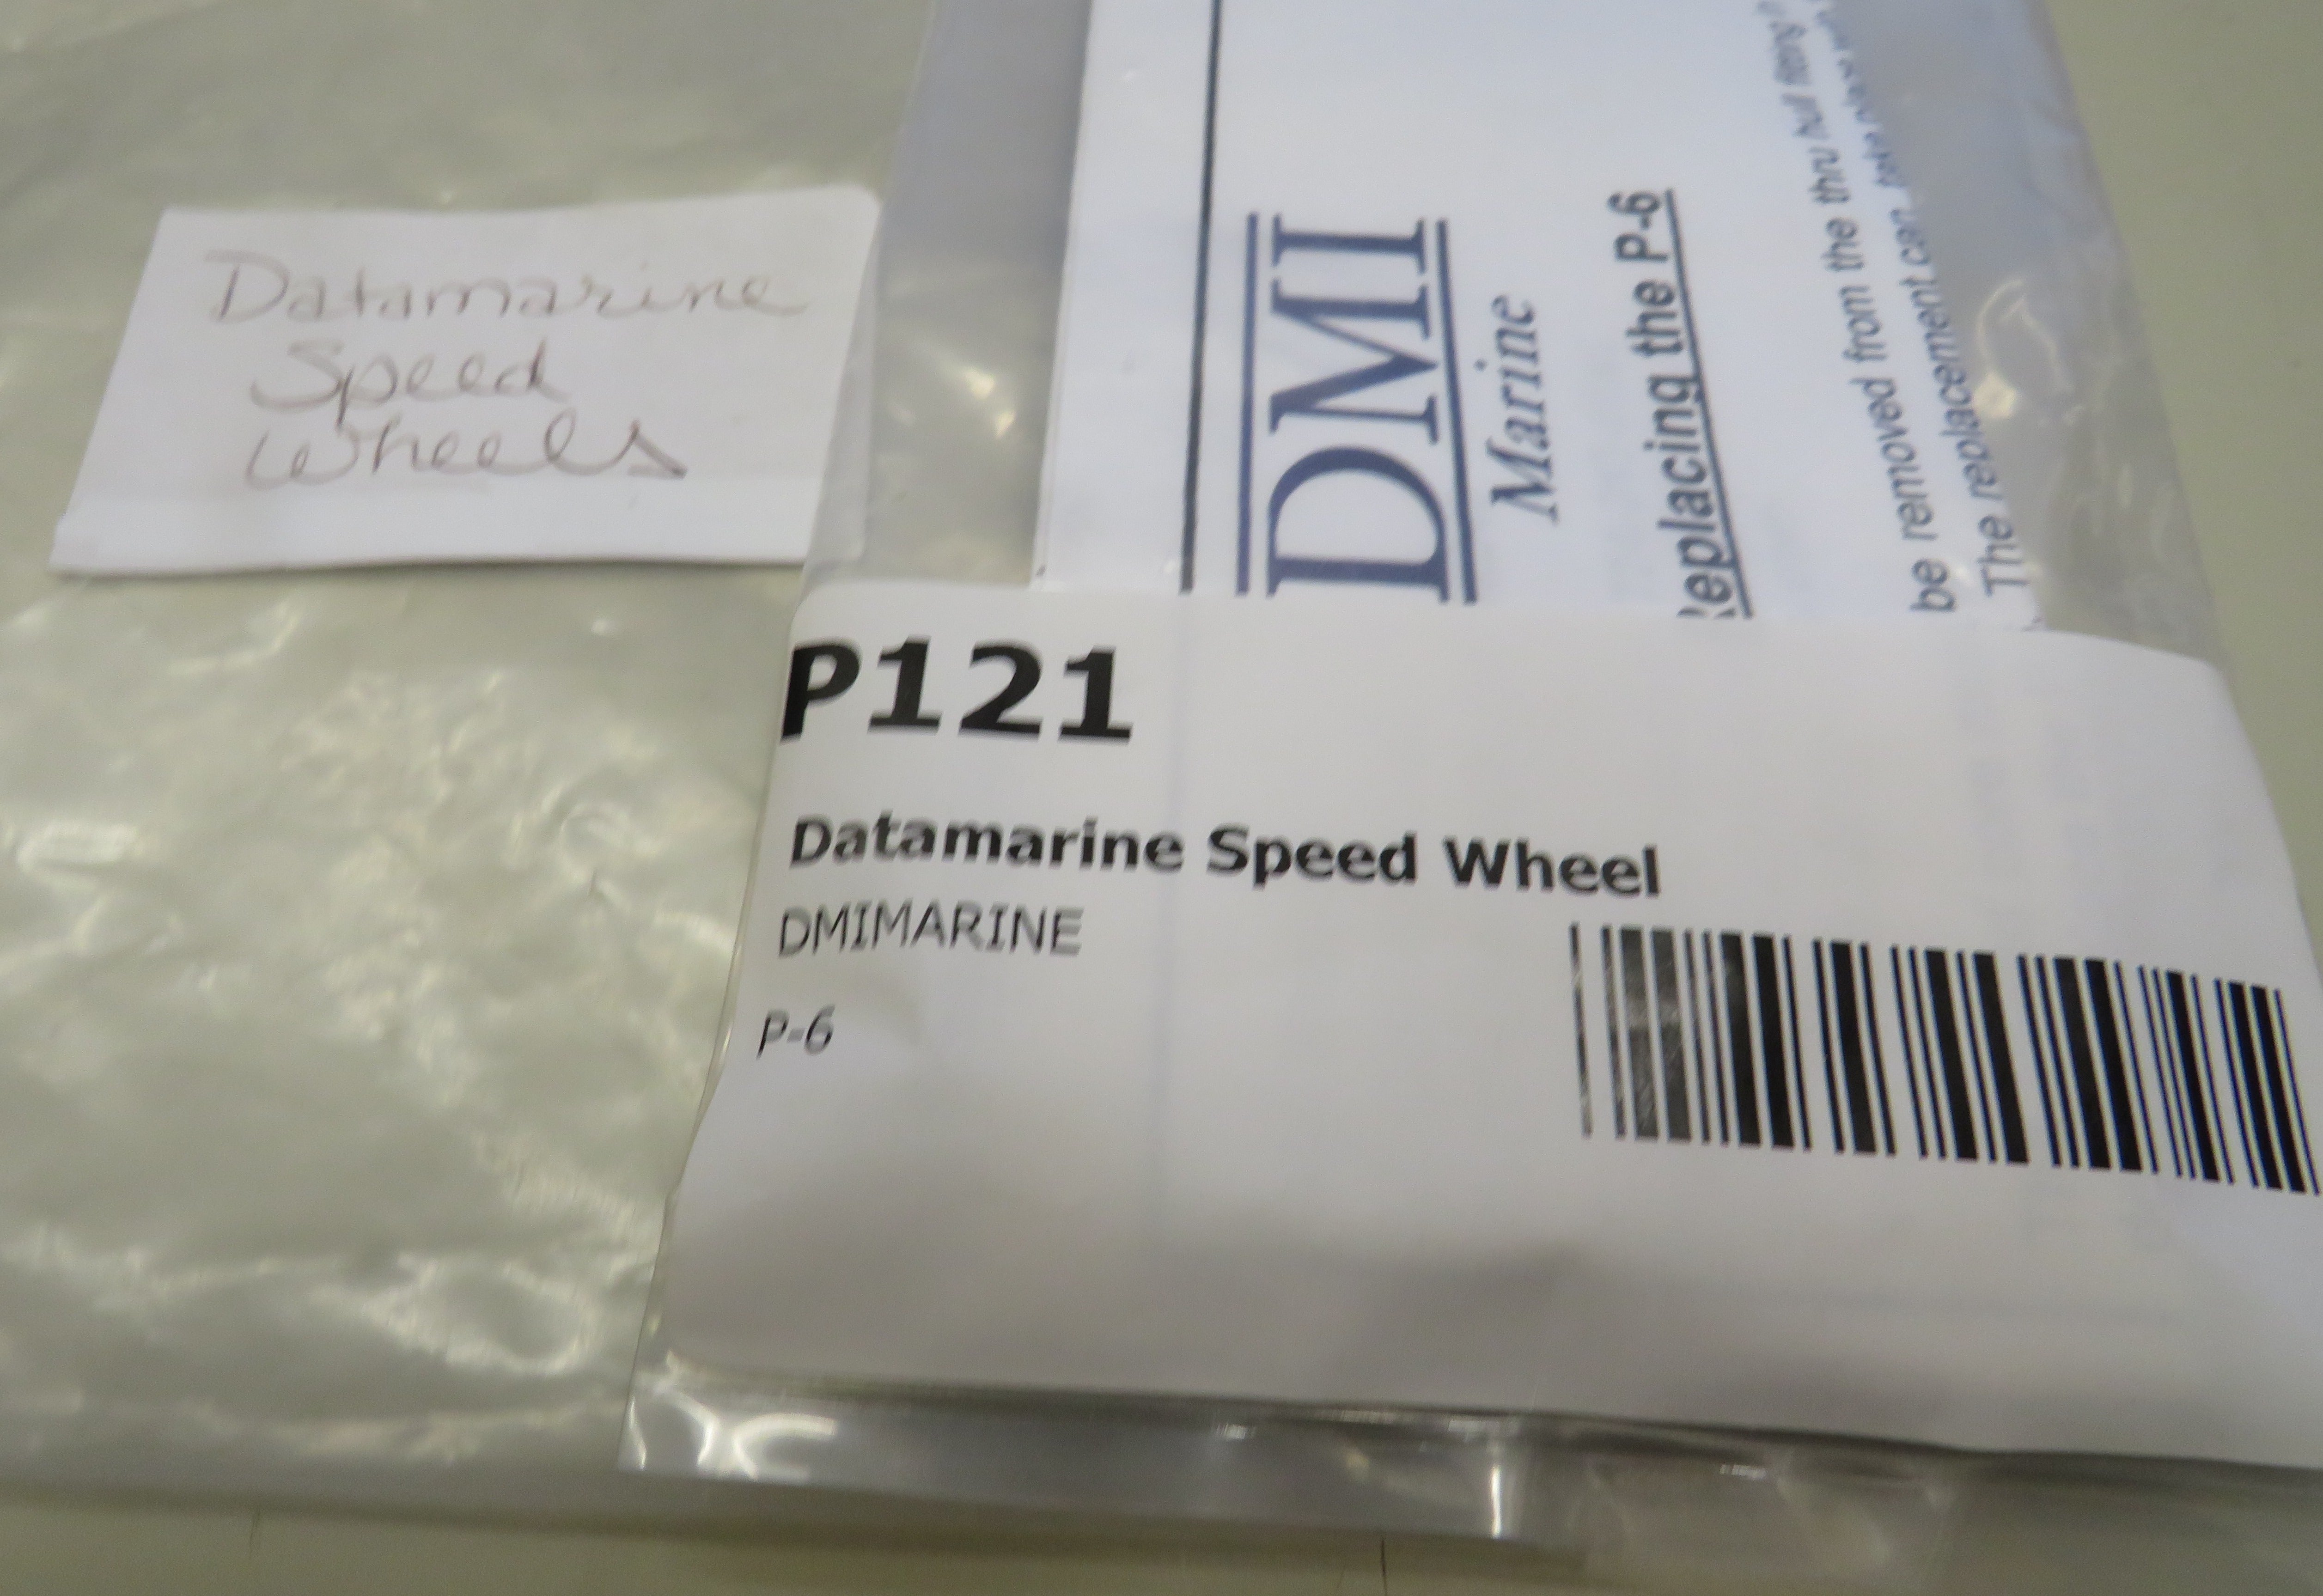 Datamarine
Speed
Wheels
DMI
Marine
Replacing the P-6
be removed from the thru hull fitting
The replacement can
P121
Datamarine Speed Wheel
DMIMARINE
P-6